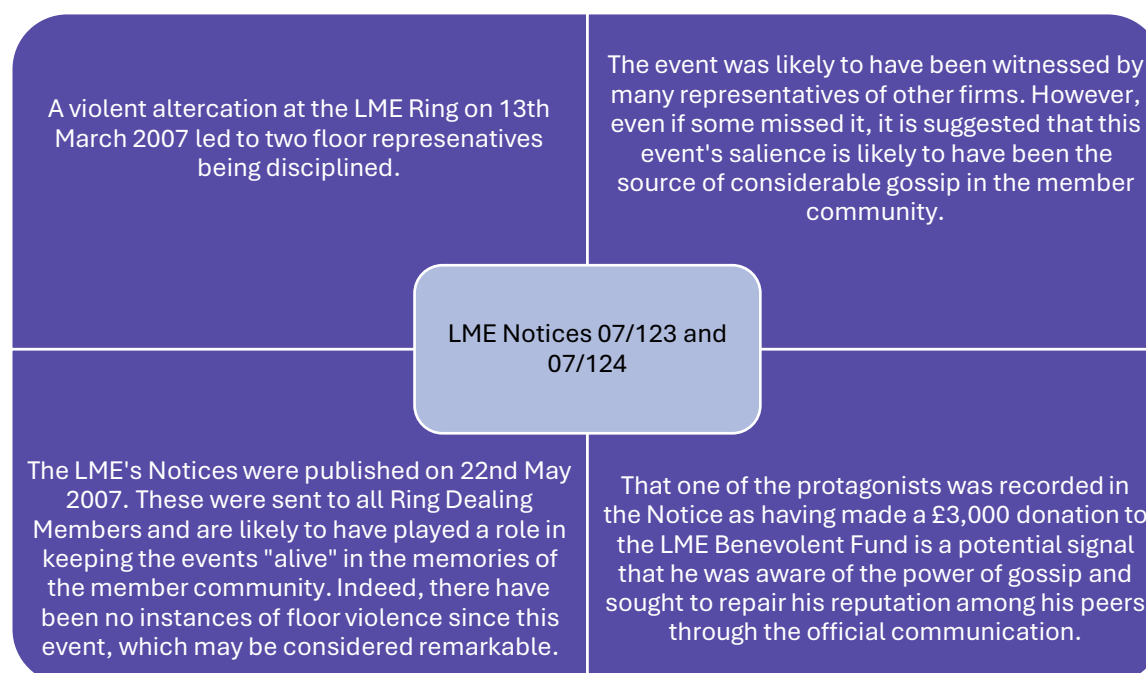 A violent altercation at the LME Ring on 13th
March 2007 led to two floor represenatives
being disciplined.
The event was likely to have been witnessed by
many representatives of other firms. However,
even if some missed it, it is suggested that this
event's salience is likely to have been the
source of considerable gossip in the member
community.
LME Notices 07/123 and
07/124
The LME's Notices were published on 22nd May
2007. These were sent to all Ring Dealing
Members and are likely to have played a role in
keeping the events "alive" in the memories of
the member community. Indeed, there have
been no instances of floor violence since this
event, which may be considered remarkable.
That one of the protagonists was recorded in
the Notice as having made a £3,000 donation to
the LME Benevolent Fund is a potential signal
that he was aware of the power of gossip and
sought to repair his reputation among his peers
through the official communication.